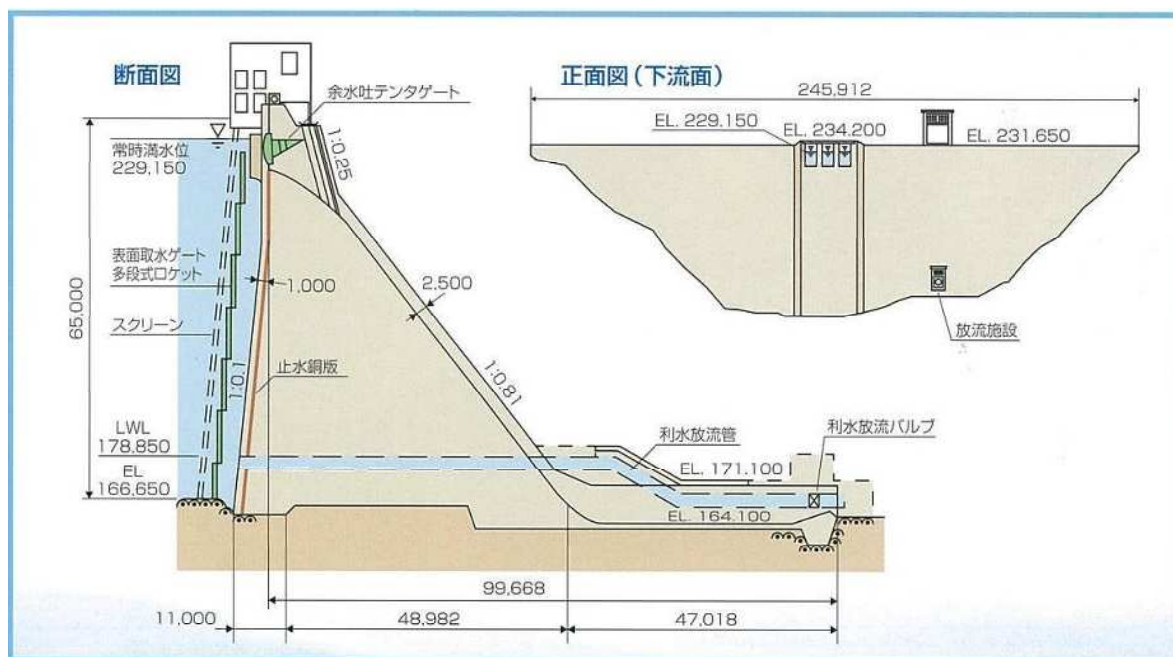 断面図
余水吐テンタゲート
1:0.25
常時満水位
229,150
表面取水ゲート
多段式ロケット
1,000
65,000
スクリーン
2,500
止水銅版
1:0.1
1:0.81
LWL
178,850
EL
166,650
利水放流管
利水放流バルブ
EL. 171.100
EL. 164.100
99,668
11,000
48,982
47,018
正面図(下流面)
245,912
EL. 229.150
EL. 234.200
EL. 231.650
放流施設